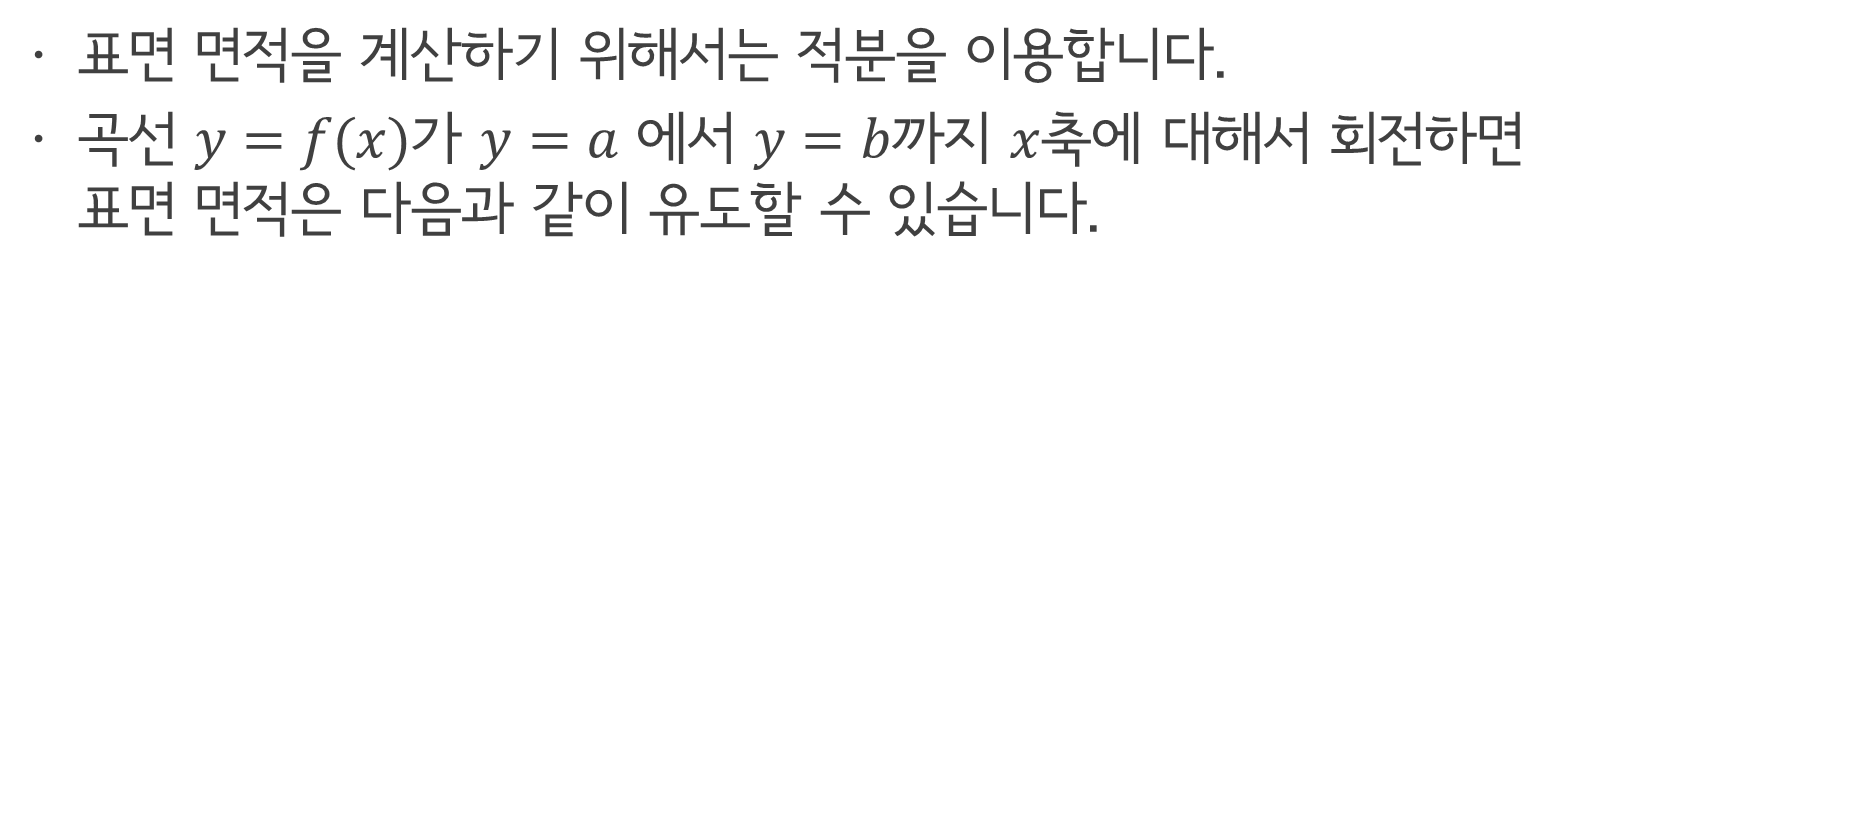 · 표면 면적을 계산하기 위해서는 적분을 이용합니다.
· 곡선 y = f(x)가 y = a 에서 y = b까지 x축에 대해서 회전하면
표면 면적은 다음과 같이 유도할 수 있습니다.